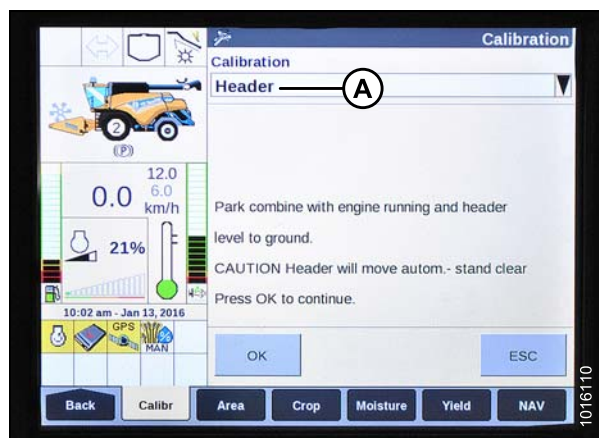 Calibration
Calibration
Header
A
2
(P)
12.0
6.0
0.0 km/h
21%
Park combine with engine running and header
level to ground.
CAUTION Header will move autom.- stand clear
Press OK to continue.
10:02 am - Jan 13, 2016
GPS
MAN
OK
ESC
Back
Calibr
Area
Crop
Moisture
Yield
NAV
1016110